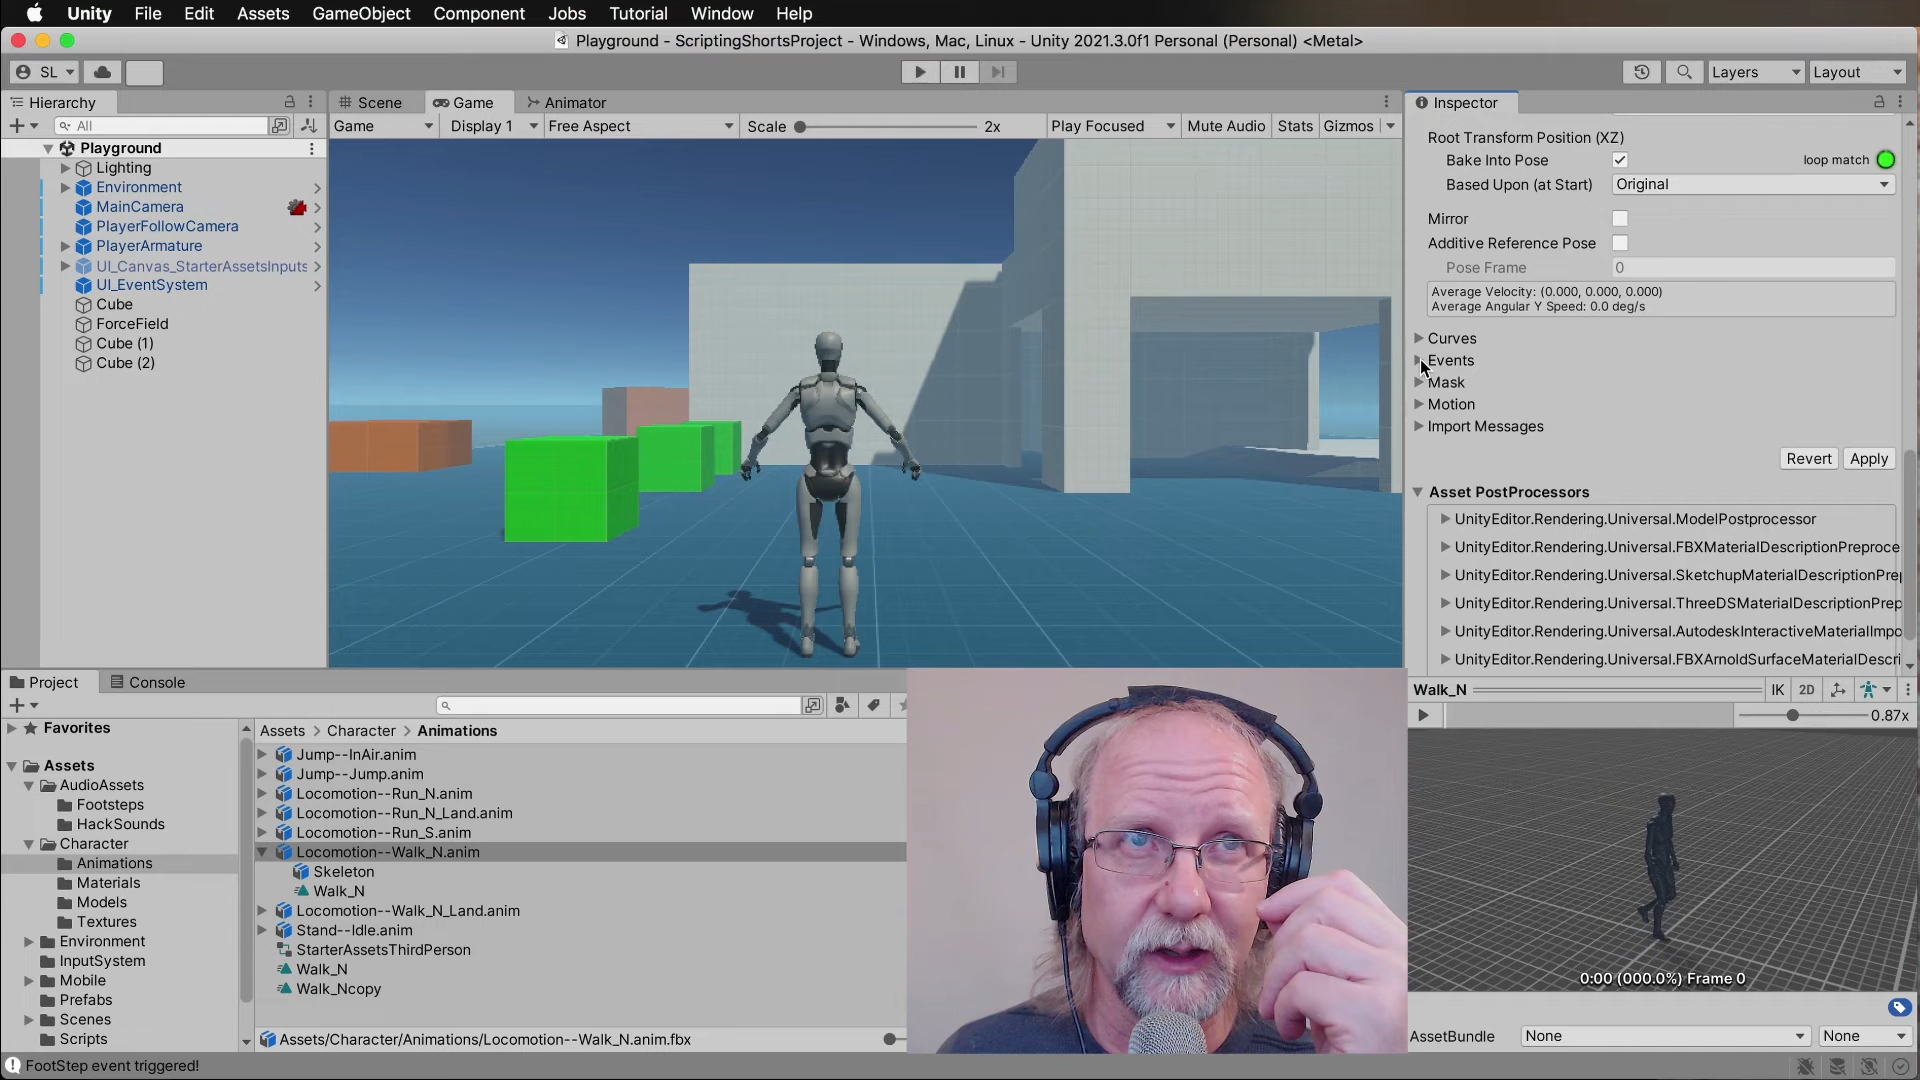 Unity File Edit Assets GameObject Component Jobs Tutorial Window Help
Playground - ScriptingShortsProject - Windows, Mac, Linux - Unity 2021.3.0f1 Personal (Personal) <Metal>
SL
Layers Layout
Hierarchy
All
Playground
Lighting
Environment
MainCamera
PlayerFollowCamera
PlayerArmature
UI_Canvas_StarterAssetsInputs
UI_EventSystem
Cube
ForceField
Cube (1)
Cube (2)
Scene Game Animator
Game Display 1 Free Aspect Scale 2x Play Focused Mute Audio Stats Gizmos
Inspector
Root Transform Position (XZ)
Bake Into Pose loop match
Based Upon (at Start) Original
Mirror
Additive Reference Pose
Pose Frame 0
Average Velocity: (0.000, 0.000, 0.000)
Average Angular Y Speed: 0.0 deg/s
Curves
Events
Mask
Motion
Import Messages
Revert Apply
Asset PostProcessors
UnityEditor.Rendering.Universal.ModelPostprocessor
UnityEditor.Rendering.Universal.FBXMaterialDescriptionPreproce
UnityEditor.Rendering.Universal.SketchupMaterialDescriptionPre
UnityEditor.Rendering.Universal.ThreeDSMaterialDescriptionPrep
UnityEditor.Rendering.Universal.AutodeskInteractiveMaterialImpo
UnityEditor.Rendering.Universal.FBXArnoldSurfaceMaterialDescri
Walk_N IK 2D
0.87x
0:00 (000.0%) Frame 0
AssetBundle None None
Project Console
Favorites
Assets
AudioAssets
Footsteps
HackSounds
Character
Animations
Materials
Models
Textures
Environment
InputSystem
Mobile
Prefabs
Scenes
Scripts
Assets Character Animations
Jump--InAir.anim
Jump--Jump.anim
Locomotion--Run_N.anim
Locomotion--Run_N_Land.anim
Locomotion--Run_S.anim
Locomotion--Walk_N.anim
Skeleton
Walk_N
Locomotion--Walk_N_Land.anim
Stand--Idle.anim
StarterAssetsThirdPerson
Walk_N
Walk_Ncopy
Assets/Character/Animations/Locomotion--Walk_N.anim.fbx
FootStep event triggered!